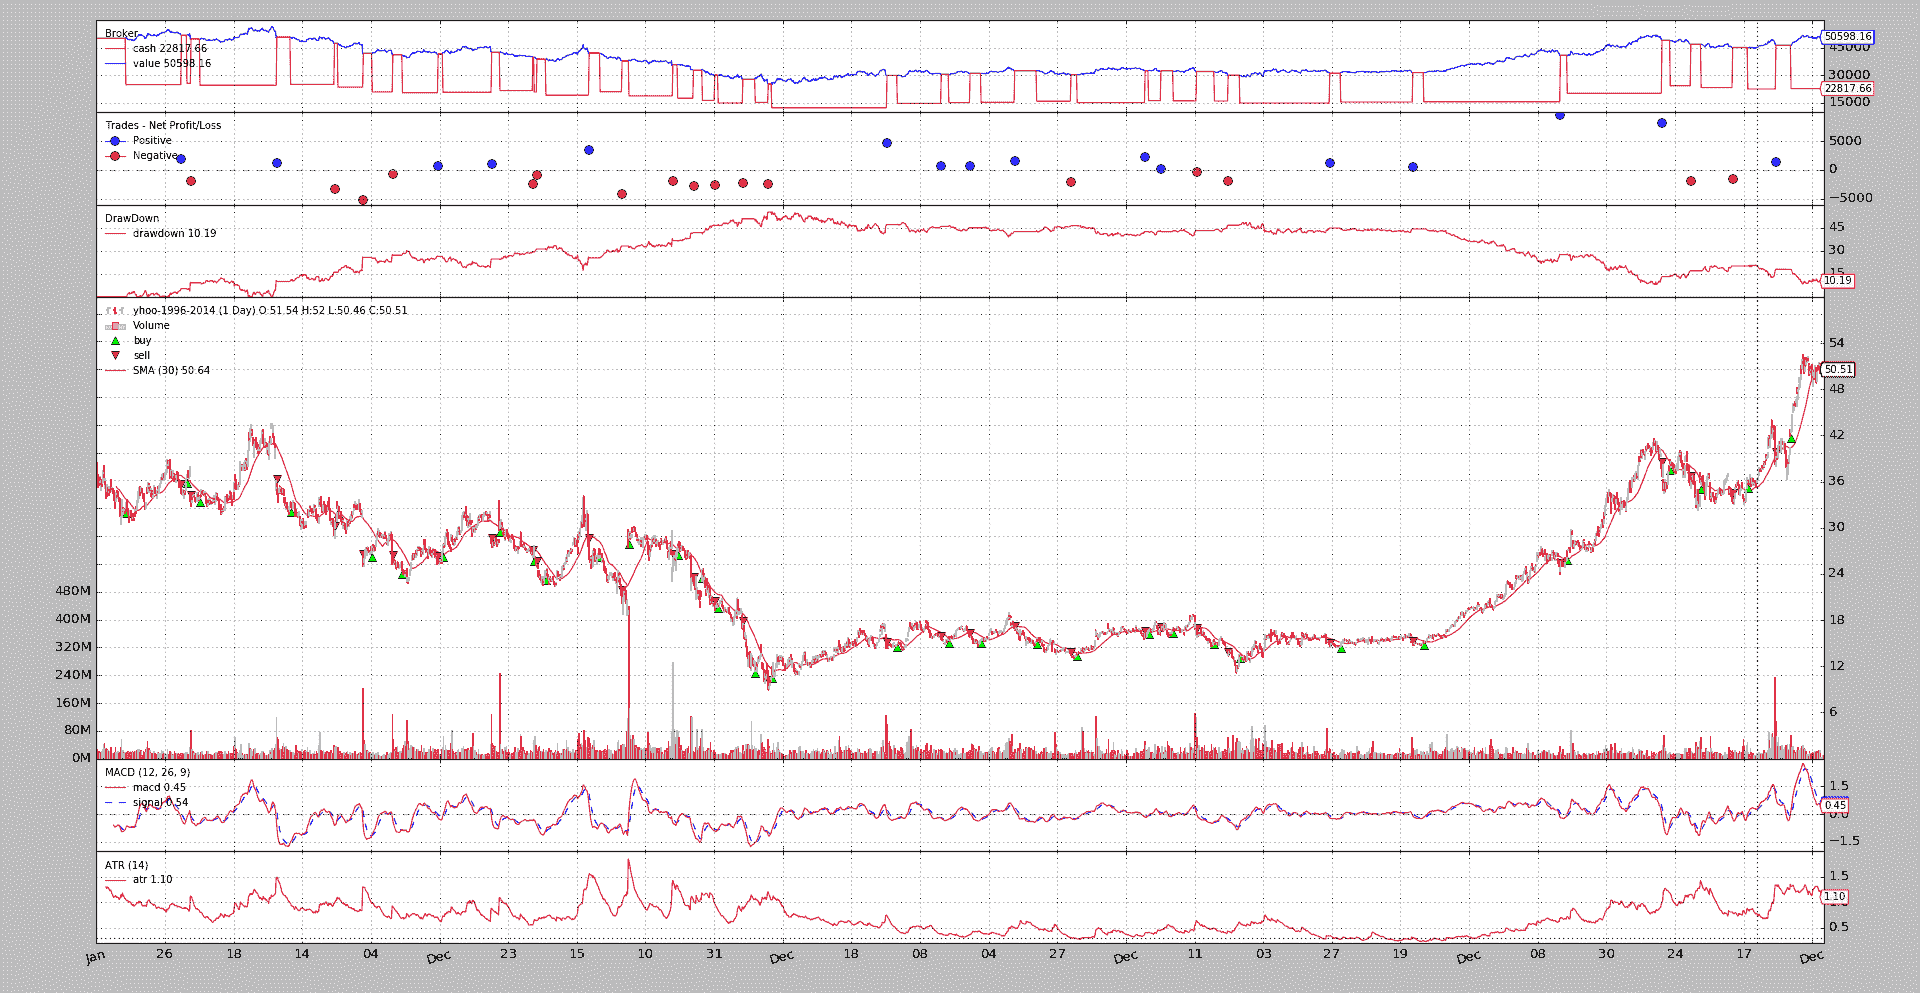 Broker
cash 22817.66
value 50598.16
50598.16
45000
30000
22817.66
15000
Trades - Net Profit/Loss
Positive
Negative
5000
0
−5000
DrawDown
drawdown 10.19
45
30
15
10.19
yhoo-1996-2014 (1 Day) O:51.54 H:52 L:50.46 C:50.51
Volume
buy
sell
SMA (30) 50.64
54
50.51
48
42
36
30
24
18
12
6
480M
400M
320M
240M
160M
80M
0M
MACD (12, 26, 9)
macd 0.45
signal 0.54
1.5
0.45
0.0
−1.5
ATR (14)
atr 1.10
1.5
1.10
0.5
Jan 26 18 14 04 Dec 23 15 10 31 Dec 18 08 04 27 Dec 11 03 27 19 Dec 08 30 24 17 Dec